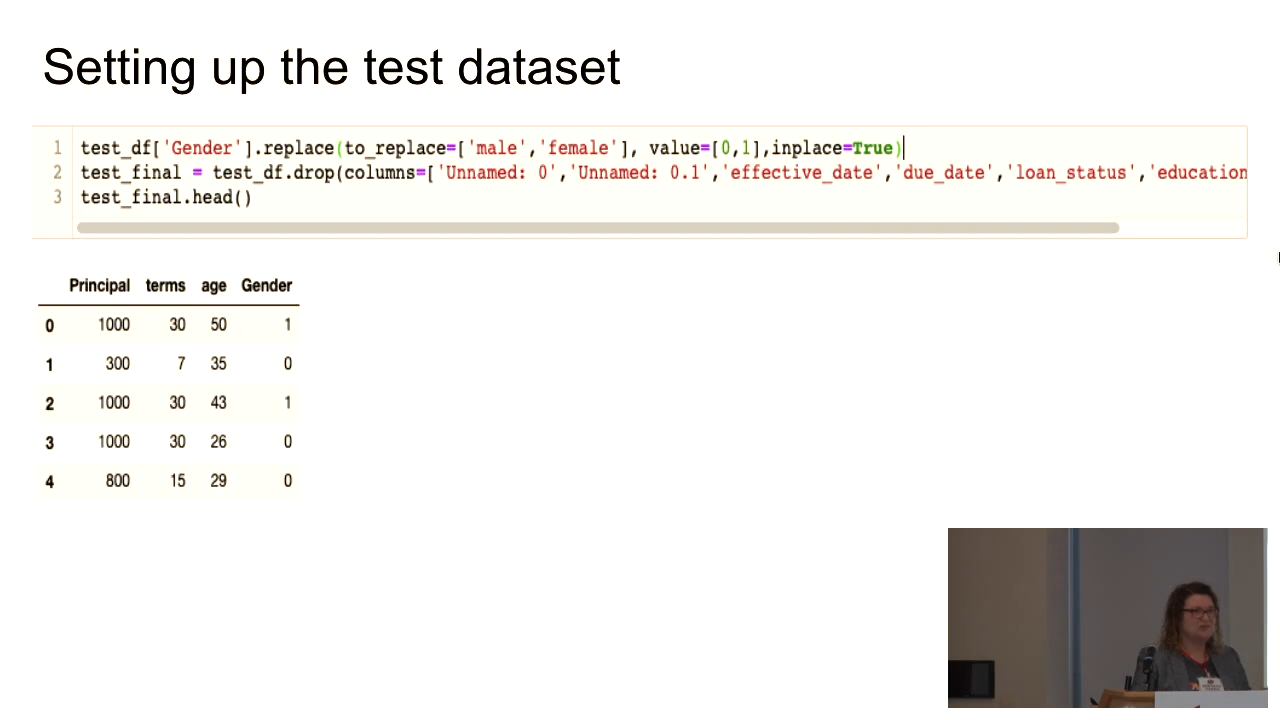 Setting up the test dataset
1 test_df['Gender'].replace(to_replace=['male','female'], value=[0,1],inplace=True)
2 test_final = test_df.drop(columns=['Unnamed: 0','Unnamed: 0.1','effective_date','due_date','loan_status','education
3 test_final.head()
Principal terms age Gender
0 1000 30 50 1
1 300 7 35 0
2 1000 30 43 1
3 1000 30 26 0
4 800 15 29 0